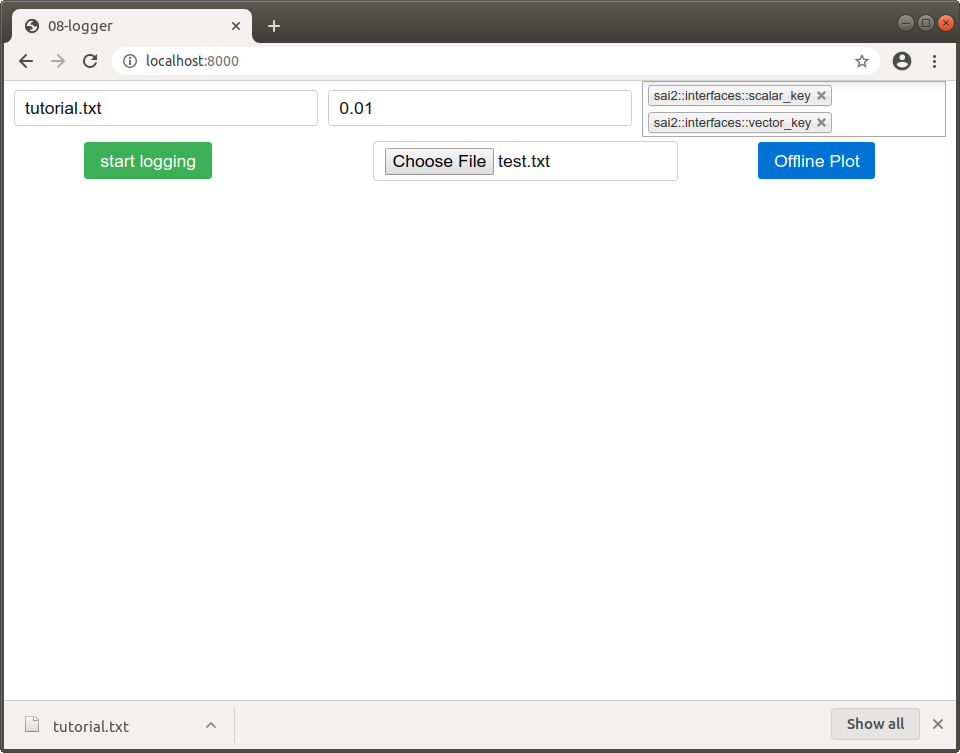 08-logger
localhost:8000
tutorial.txt
0.01
sai2::interfaces::scalar_key
sai2::interfaces::vector_key
start logging
Choose File test.txt
Offline Plot
tutorial.txt
Show all